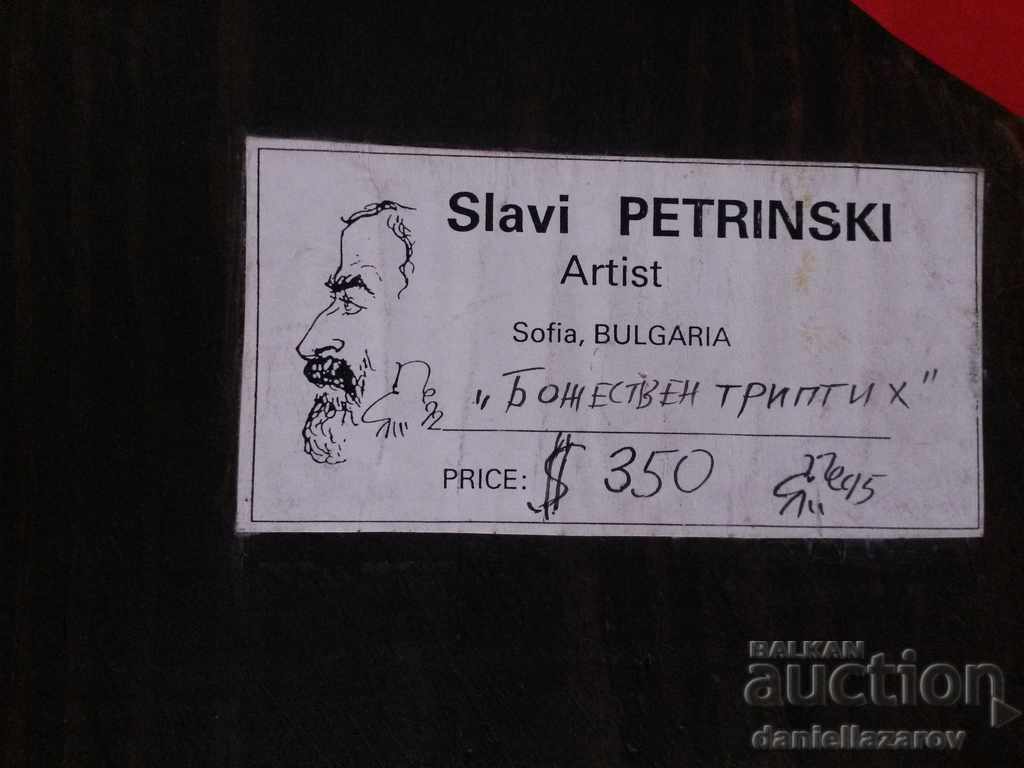 Slavi PETRINSKI
Artist
Sofia, BULGARIA
„Божествен триптих"
PRICE: $ 350
BALKAN
auction
daniellazarov